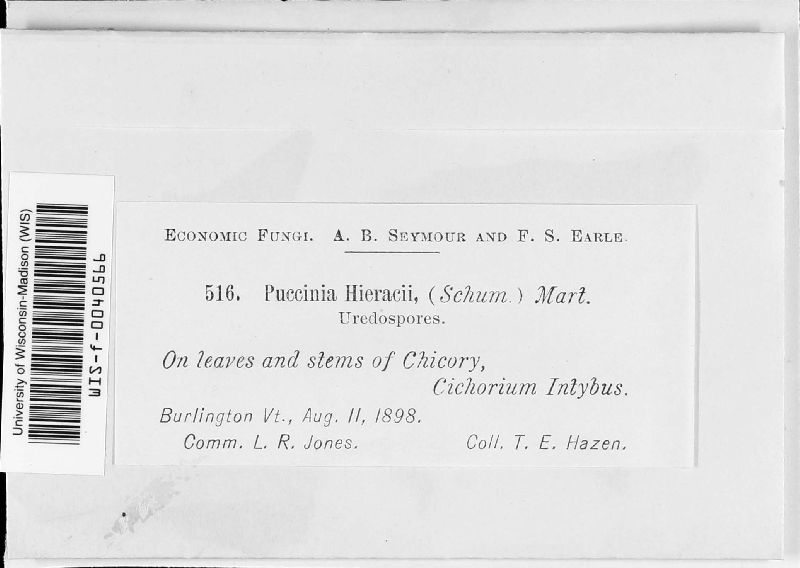 ECONOMIC FUNGI. A. B. SEYMOUR AND F. S. EARLE.
516. Puccinia Hieracii, (Schum.) Mart.
Uredospores.
On leaves and stems of Chicory,
Cichorium Intybus.
Burlington Vt., Aug. 11, 1898.
Comm. L. R. Jones. Coll. T. E. Hazen.
University of Wisconsin-Madison (WIS)
WIS-f-0040566